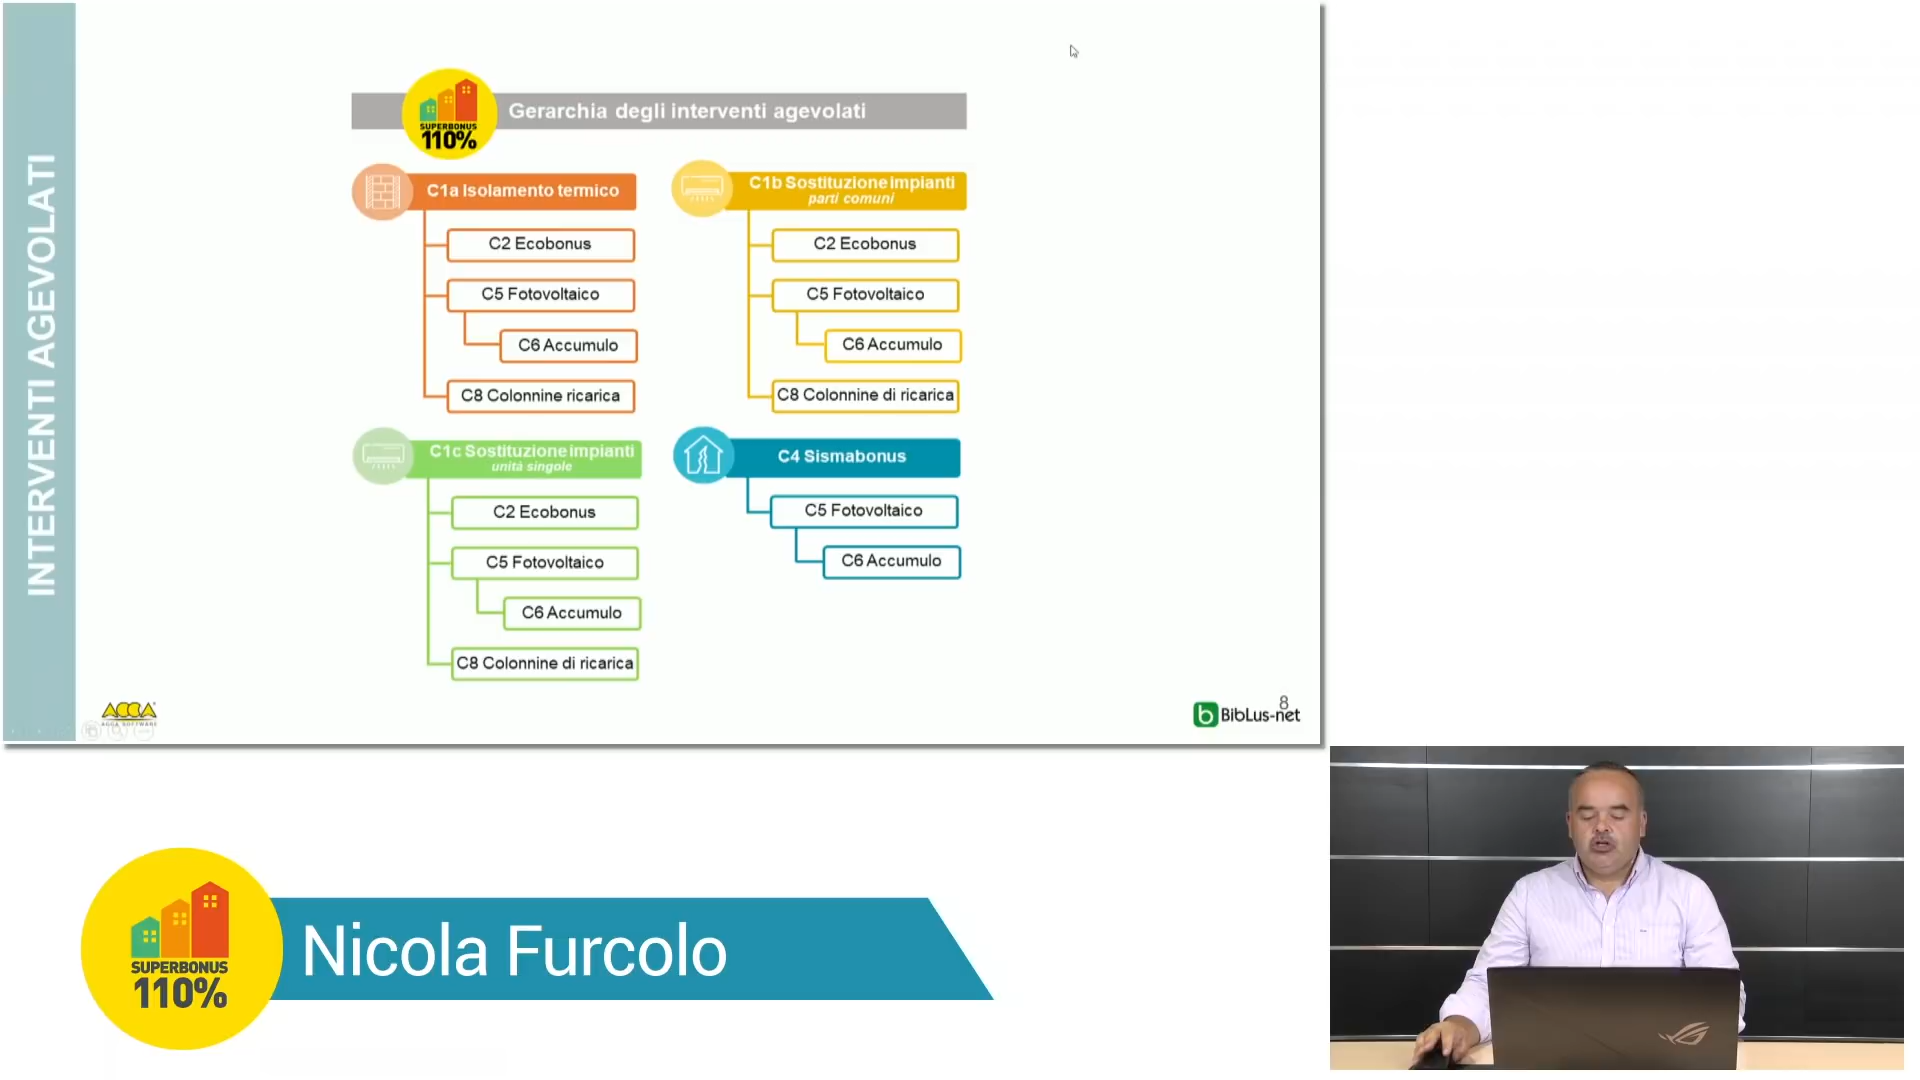 INTERVENTI AGEVOLATI
SUPERBONUS
110%
Gerarchia degli interventi agevolati
C1a Isolamento termico
C2 Ecobonus
C5 Fotovoltaico
C6 Accumulo
C8 Colonnine ricarica
C1b Sostituzione impianti
parti comuni
C2 Ecobonus
C5 Fotovoltaico
C6 Accumulo
C8 Colonnine di ricarica
C1c Sostituzione impianti
unità singole
C2 Ecobonus
C5 Fotovoltaico
C6 Accumulo
C8 Colonnine di ricarica
C4 Sismabonus
C5 Fotovoltaico
C6 Accumulo
ACCA
ACCA SOFTWARE
8
b BibLus-net
SUPERBONUS
110%
Nicola Furcolo